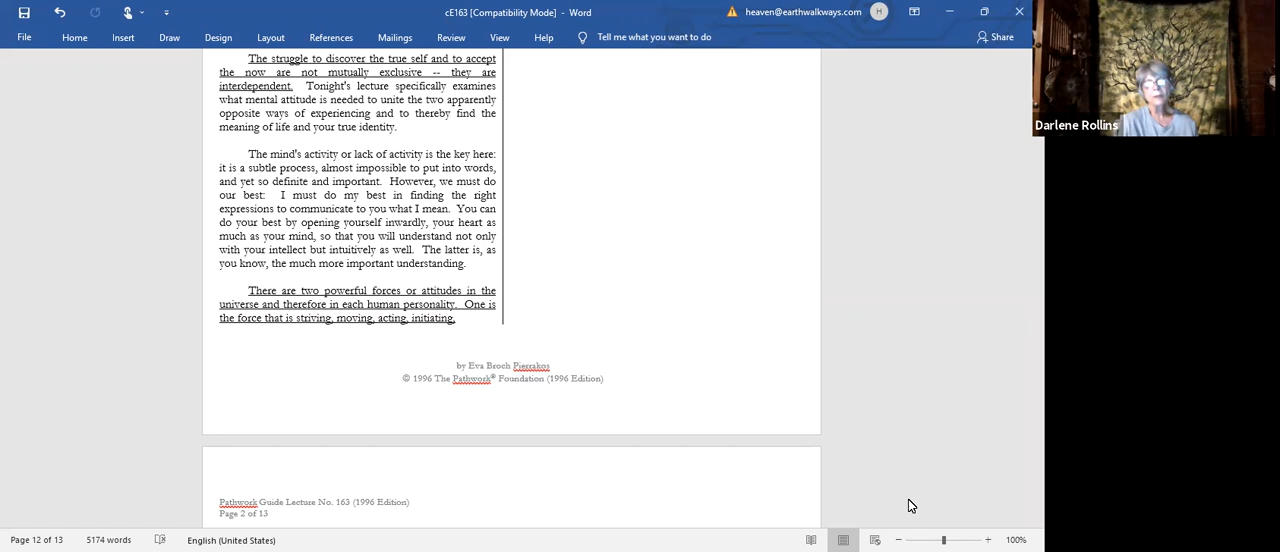 cE163 [Compatibility Mode] - Word
heaven@earthwalkways.com
H
File Home Insert Draw Design Layout References Mailings Review View Help Tell me what you want to do
Share
The struggle to discover the true self and to accept
the now are not mutually exclusive -- they are
interdependent. Tonight's lecture specifically examines
what mental attitude is needed to unite the two apparently
opposite ways of experiencing and to thereby find the
meaning of life and your true identity.
The mind's activity or lack of activity is the key here:
it is a subtle process, almost impossible to put into words,
and yet so definite and important. However, we must do
our best: I must do my best in finding the right
expressions to communicate to you what I mean. You can
do your best by opening yourself inwardly, your heart as
much as your mind, so that you will understand not only
with your intellect but intuitively as well. The latter is, as
you know, the much more important understanding.
There are two powerful forces or attitudes in the
universe and therefore in each human personality. One is
the force that is striving, moving, acting, initiating,
by Eva Broch Pierrakos
© 1996 The Pathwork® Foundation (1996 Edition)
Pathwork Guide Lecture No. 163 (1996 Edition)
Page 2 of 13
Page 12 of 13 5174 words English (United States) 100%
Darlene Rollins